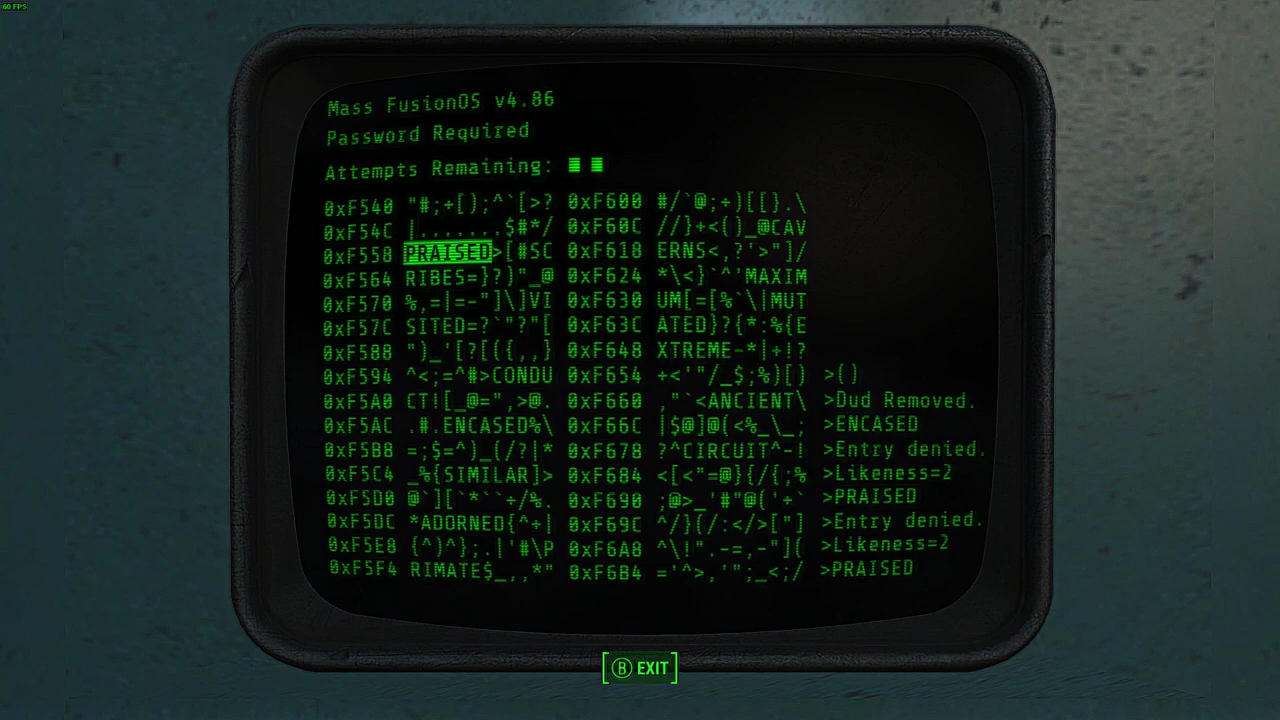 60 FPS
Mass FusionOS v4.86
Password Required
Attempts Remaining: ■ ■
0xF540 "#;+[);^`[>? 0xF600 #/`@;+)[[}.\
0xF54C |.......$#*/ 0xF60C //}+<()_@CAV
0xF558 PRAISED>[#SC 0xF618 ERNS<,?'>"]/
0xF564 RIBES=}?)"_@ 0xF624 *\<}`^'MAXIM
0xF570 %,=|=-"]\]VI 0xF630 UM[=[%`\|MUT
0xF57C SITED=?`"?"[ 0xF63C ATED}?{*:%{E
0xF588 ")_'[?[({,,} 0xF648 XTREME-*|+!?
0xF594 ^<;=^#>CONDU 0xF654 +<'"/_$;%)[) >()
0xF5A0 CT![_@=",>@. 0xF660 ,"`<ANCIENT\ >Dud Removed.
0xF5AC .#.ENCASED%\ 0xF66C |$@]@(<%_\_; >ENCASED
0xF5B8 =;$=^)_(/?|* 0xF678 ?^CIRCUIT^-! >Entry denied.
0xF5C4 _%{SIMILAR]> 0xF684 <[<"=@}{/{;% >Likeness=2
0xF5D0 @`][`*``+/%. 0xF690 ;@>_'#"@('+` >PRAISED
0xF5DC *ADORNED{^+| 0xF69C ^/}{/:</>["] >Entry denied.
0xF5E8 {^)^};.|'#\P 0xF6A8 ^\!".-=,-"]( >Likeness=2
0xF5F4 RIMATE$_,,*" 0xF6B4 ='^>,'";_<;/ >PRAISED
[Ⓑ EXIT]